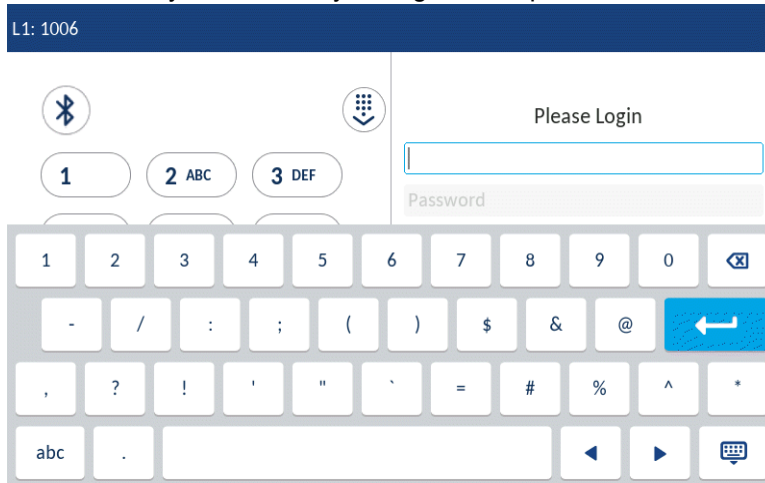 L1: 1006
Please Login
1 2 ABC 3 DEF
Password
1 2 3 4 5 6 7 8 9 0
- / : ; ( ) $ & @
, ? ! ' " ` = # % ^ *
abc .